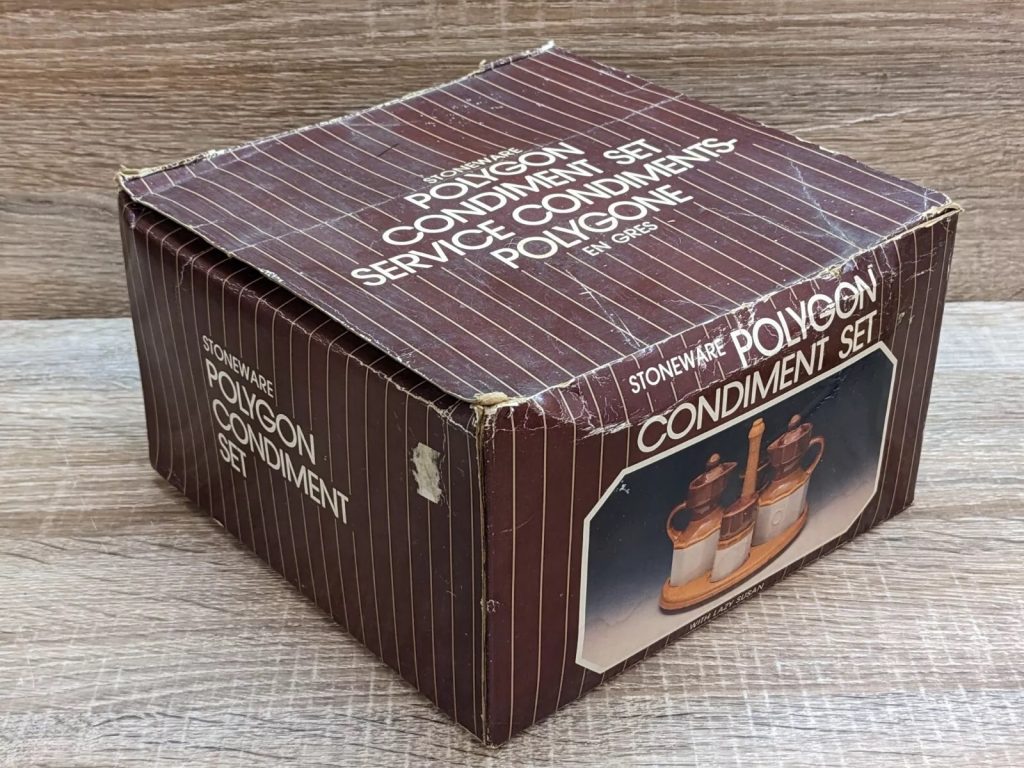 STONEWARE
POLYGON
CONDIMENT SET
SERVICE CONDIMENTS-
POLYGONE
EN GRES
STONEWARE
POLYGON
CONDIMENT
SET
STONEWARE POLYGON
CONDIMENT SET
WITH LAZY SUSAN